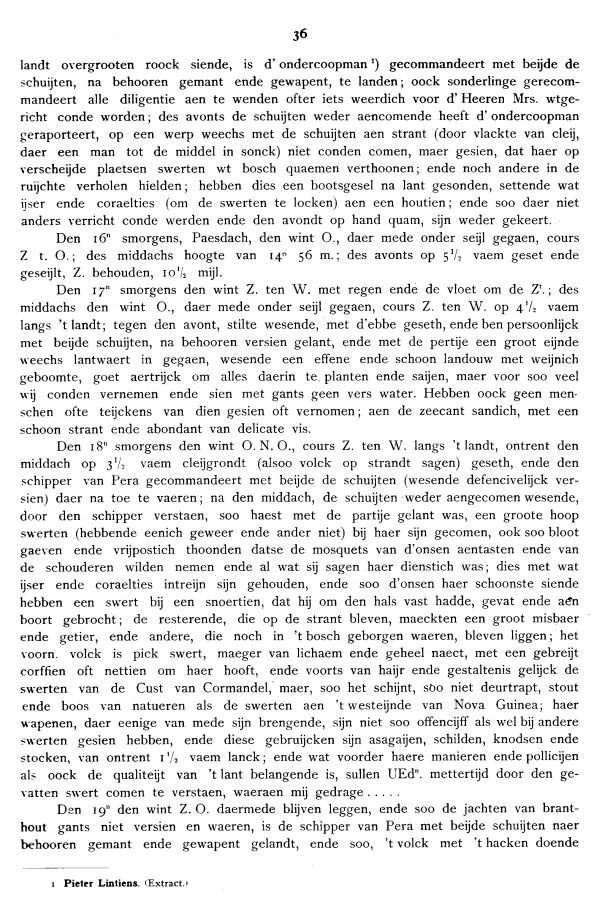 36
landt overgrooten roock siende, is d' ondercoopman ¹) gecommandeert met beijde de
schuijten, na behooren gemant ende gewapent, te landen; oock sonderlinge gerecom-
mandeert alle diligentie aen te wenden ofter iets weerdich voor d' Heeren Mrs. wtge-
richt conde worden; des avonts de schuijten weder aencomende heeft d' ondercoopman
geraporteert, op een werp weechs met de schuijten aen strant (door vlackte van cleij,
daer een man tot de middel in sonck) niet conden comen, maer gesien, dat haer op
verscheijde plaetsen swerten wt bosch quaemen verthoonen; ende noch andere in de
ruijchte verholen hielden; hebben dies een bootsgesel na lant gesonden, settende wat
ijser ende coraelties (om de swerten te locken) aen een houtien; ende soo daer niet
anders verricht conde werden ende den avondt op hand quam, sijn weder gekeert.
Den 16ⁿ smorgens, Paesdach, den wint O., daer mede onder seijl gegaen, cours
Z t. O.; des middachs hoogte van 14ⁿ 56 m.; des avonts op 5¹/₂ vaem geset ende
geseijlt, Z. behouden, 10¹/₂ mijl.
Den 17ⁿ smorgens den wint Z. ten W. met regen ende de vloet om de Zᵗ.; des
middachs den wint O., daer mede onder seijl gegaen, cours Z. ten W. op 4¹/₂ vaem
langs 't landt; tegen den avont, stilte wesende, met d'ebbe geseth, ende ben persoonlijck
met beijde schuijten, na behooren versien gelant, ende met de pertije een groot eijnde
weechs lantwaert in gegaen, wesende een effene ende schoon landouw met weijnich
geboomte, goet aertrijck om alles daerin te planten ende saijen, maer voor soo veel
wij conden vernemen ende sien met gants geen vers water. Hebben oock geen men-
schen ofte teijckens van dien gesien oft vernomen; aen de zeecant sandich, met een
schoon strant ende abondant van delicate vis.
Den 18ⁿ smorgens den wint O. N. O., cours Z. ten W. langs 't landt, ontrent den
middach op 3¹/₂ vaem cleijgrondt (alsoo volck op strandt sagen) geseth, ende den
schipper van Pera gecommandeert met beijde de schuijten (wesende defencivelijck ver-
sien) daer na toe te vaeren; na den middach, de schuijten weder aengecomen wesende,
door den schipper verstaen, soo haest met de partije gelant was, een groote hoop
swerten (hebbende eenich geweer ende ander niet) bij haer sijn gecomen, ook soo bloot
gaeven ende vrijpostich thoonden datse de mosquets van d'onsen aentasten ende van
de schouderen wilden nemen ende al wat sij sagen haer dienstich was; dies met wat
ijser ende coraelties intreijn sijn gehouden, ende soo d'onsen haer schoonste siende
hebben een swert bij een snoertien, dat hij om den hals vast hadde, gevat ende aen
boort gebrocht; de resterende, die op de strant bleven, maeckten een groot misbaer
ende getier, ende andere, die noch in 't bosch geborgen waeren, bleven liggen; het
voorn. volck is pick swert, maeger van lichaem ende geheel naect, met een gebreijt
corffien oft nettien om haer hooft, ende voorts van haijr ende gestaltenis gelijck de
swerten van de Cust van Cormandel, maer, soo het schijnt, soo niet deurtrapt, stout
ende boos van natueren als de swerten aen 't westeijnde van Nova Guinea; haer
wapenen, daer eenige van mede sijn brengende, sijn niet soo offencijff als wel bij andere
swerten gesien hebben, ende diese gebruijcken sijn asagaijen, schilden, knodsen ende
stocken, van ontrent 1¹/₂ vaem lanck; ende wat voorder haere manieren ende pollicijen
als oock de qualiteijt van 't lant belangende is, sullen UEdⁿ. mettertijd door den ge-
vatten swert comen te verstaen, waeraen mij gedrage . . . . .
Den 19ⁿ den wint Z. O. daermede blijven leggen, ende soo de jachten van brant-
hout gants niet versien en waeren, is de schipper van Pera met beijde schuijten naer
behooren gemant ende gewapent gelandt, ende soo, 't volck met 't hacken doende
1 Pieter Lintiens. (Extract.)